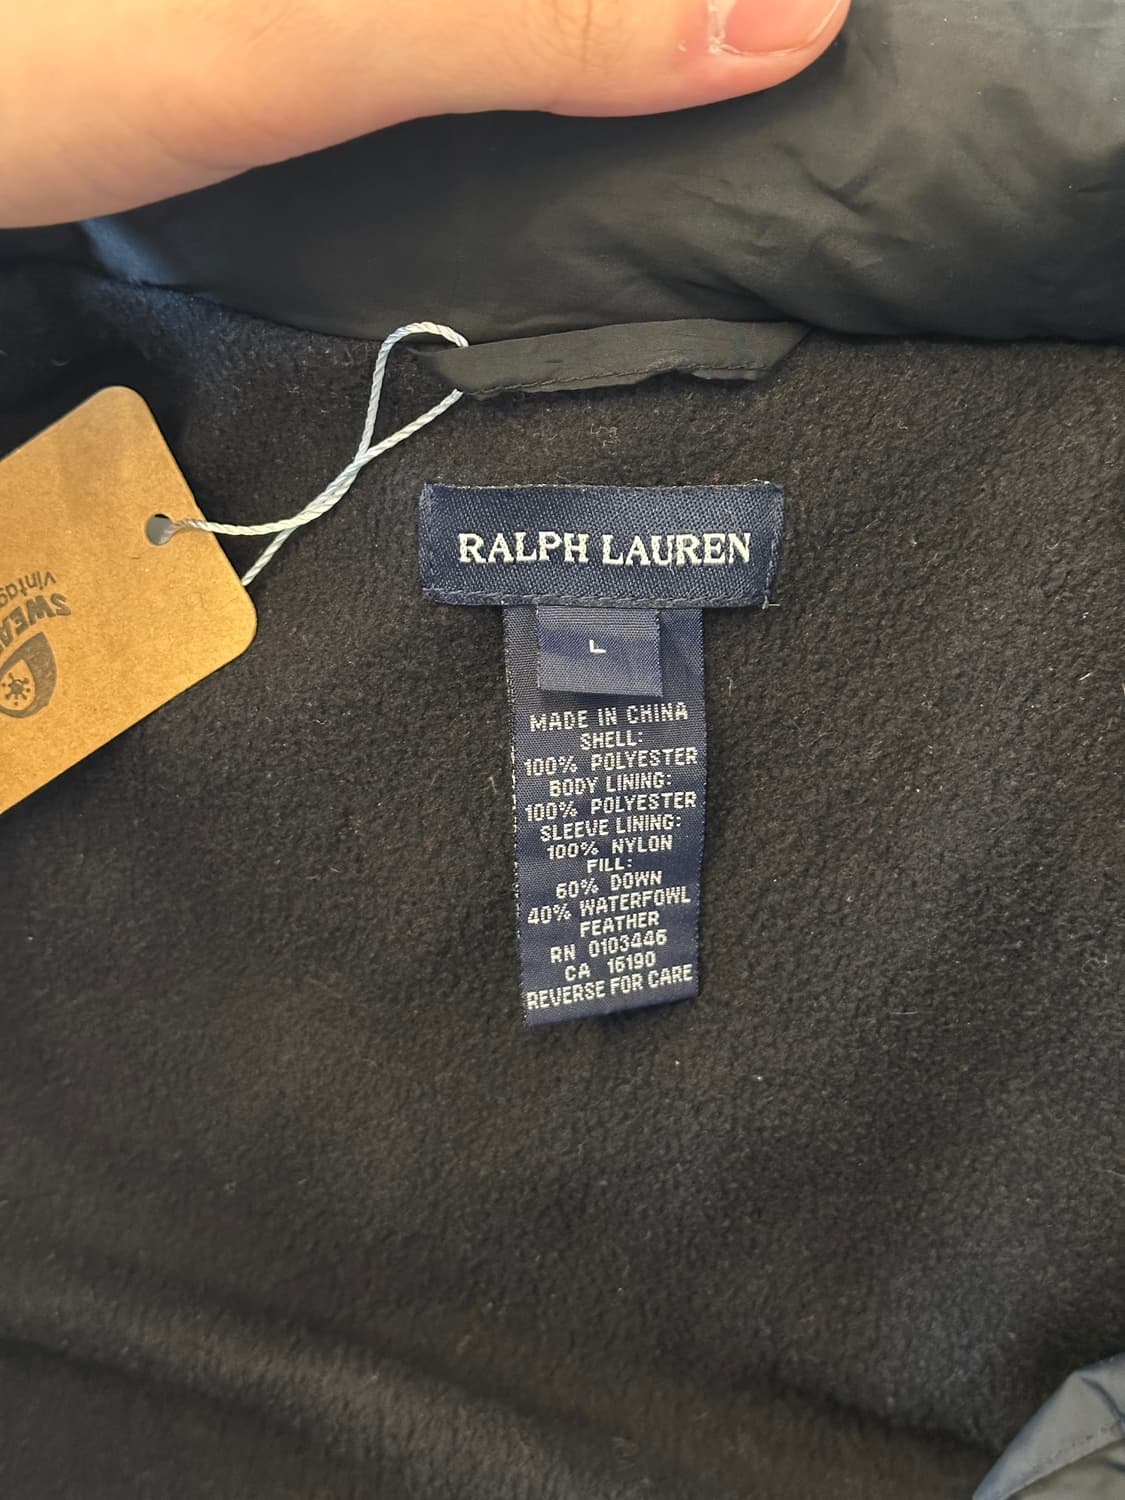 RALPH LAUREN
L
MADE IN CHINA
SHELL:
100% POLYESTER
BODY LINING:
100% POLYESTER
SLEEVE LINING:
100% NYLON
FILL:
60% DOWN
40% WATERFOWL
FEATHER
RN 0103446
CA 16190
REVERSE FOR CARE